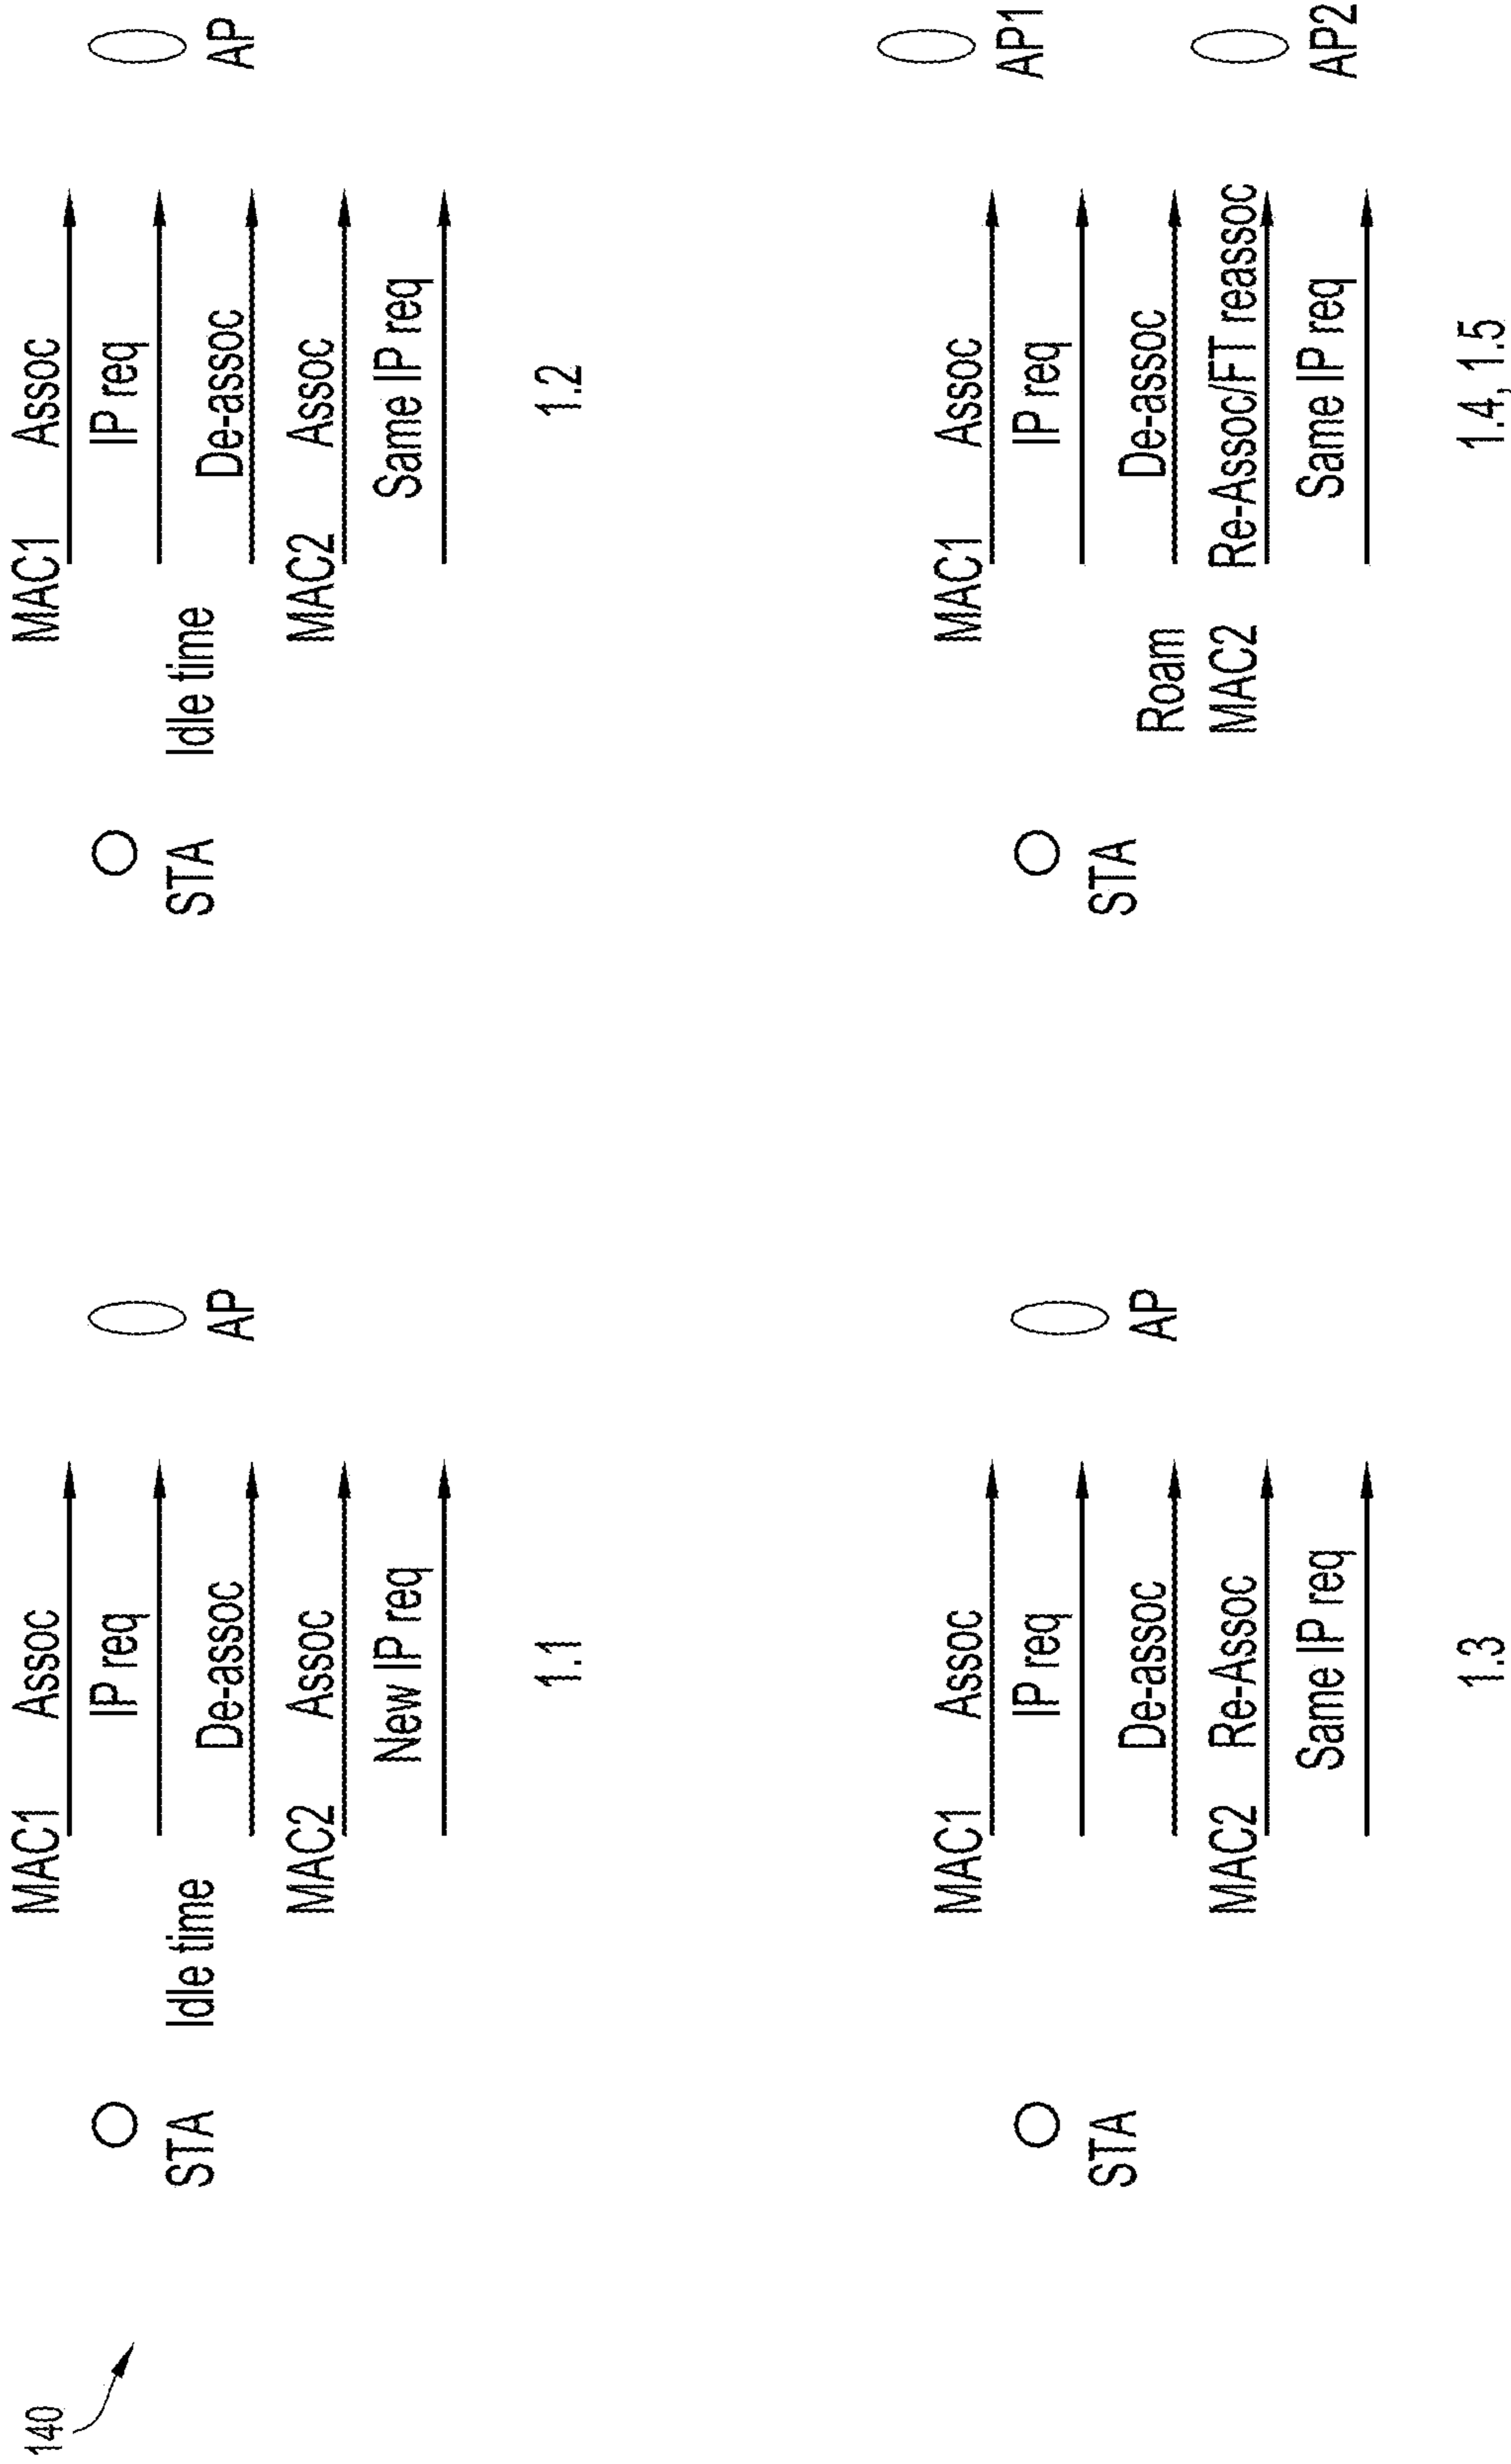 140
MAC1 Assoc
IP req
Idle time
De-assoc
MAC2 Assoc
New IP req
STA
AP
1.1
MAC1 Assoc
IP req
Idle time
De-assoc
MAC2 Assoc
Same IP req
STA
AP
1.2
MAC1 Assoc
IP req
De-assoc
MAC2 Re-Assoc
Same IP req
STA
AP
1.3
MAC1 Assoc
IP req
Roam
De-assoc
MAC2 Re-Assoc/FT reassoc
Same IP req
STA
AP1
AP2
1.4, 1.5